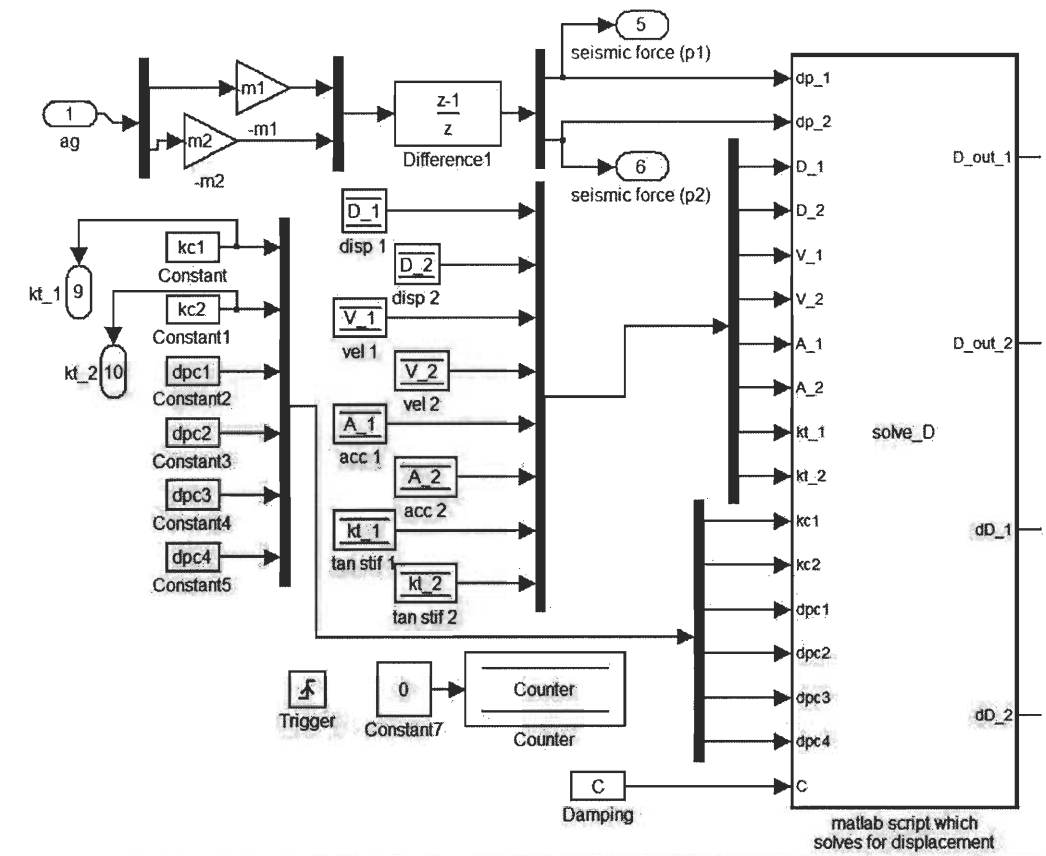 1
ag
-m1
-m1
-m2
-m2
z-1
z
Difference1
5
seismic force (p1)
6
seismic force (p2)
kt_1
9
kt_2
10
kc1
Constant
kc2
Constant1
dpc1
Constant2
dpc2
Constant3
dpc3
Constant4
dpc4
Constant5
D_1
disp 1
D_2
disp 2
V_1
vel 1
V_2
vel 2
A_1
acc 1
A_2
acc 2
kt_1
tan stif 1
kt_2
tan stif 2
Trigger
0
Constant7
Counter
Counter
C
Damping
dp_1
dp_2
D_1
D_2
V_1
V_2
A_1
A_2
kt_1
kt_2
kc1
kc2
dpc1
dpc2
dpc3
dpc4
C
solve_D
D_out_1
D_out_2
dD_1
dD_2
matlab script which
solves for displacement